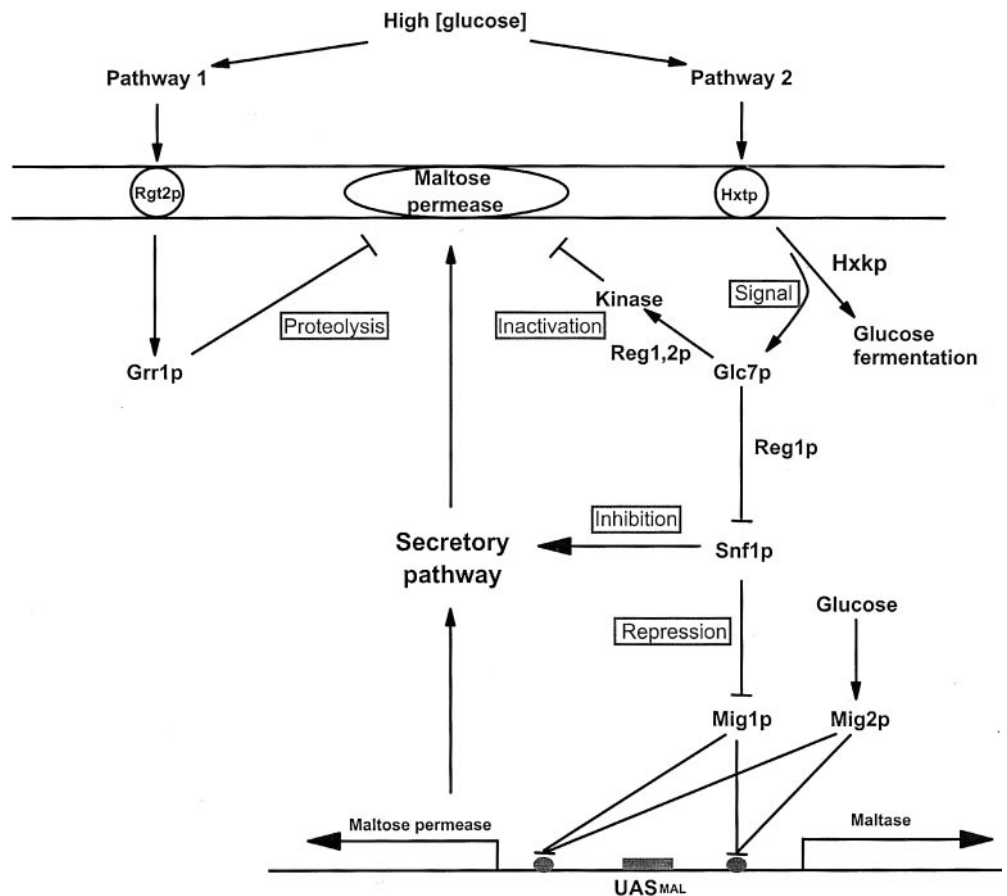 High [glucose]
Pathway 1
Pathway 2
Rgt2p
Maltose
permease
Hxtp
Hxkp
Kinase
Signal
Proteolysis
Inactivation
Glucose
fermentation
Reg1,2p
Grr1p
Glc7p
Reg1p
Inhibition
Secretory
pathway
Snf1p
Glucose
Repression
Mig1p
Mig2p
Maltose permease
Maltase
UASMAL